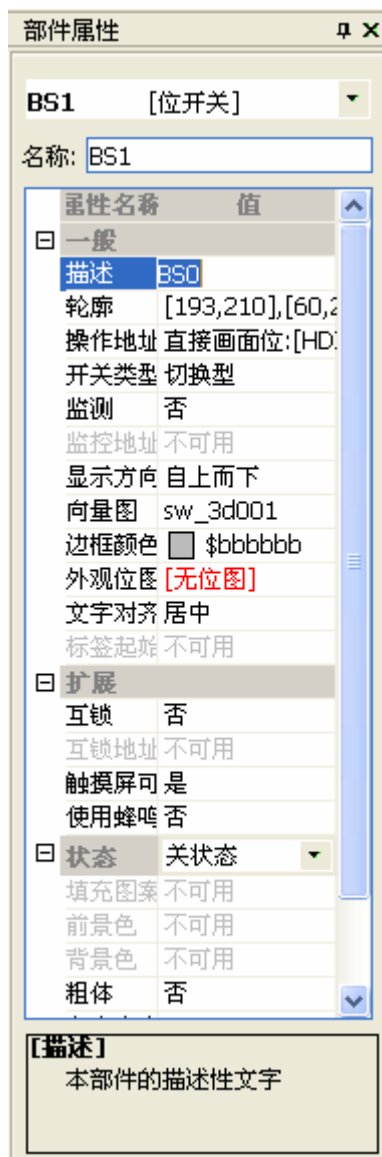 部件属性
BS1 [位开关]
名称: BS1
属性名称 值
一般
描述 BS0
轮廓 [193,210],[60,2
操作地址 直接画面位:[HD
开关类型 切换型
监测 否
监控地址 不可用
显示方向 自上而下
向量图 sw_3d001
边框颜色 $bbbbbb
外观位图 [无位图]
文字对齐 居中
标签起始 不可用
扩展
互锁 否
互锁地址 不可用
触摸屏可 是
使用蜂鸣 否
状态 关状态
填充图案 不可用
前景色 不可用
背景色 不可用
粗体 否
[描述]
本部件的描述性文字